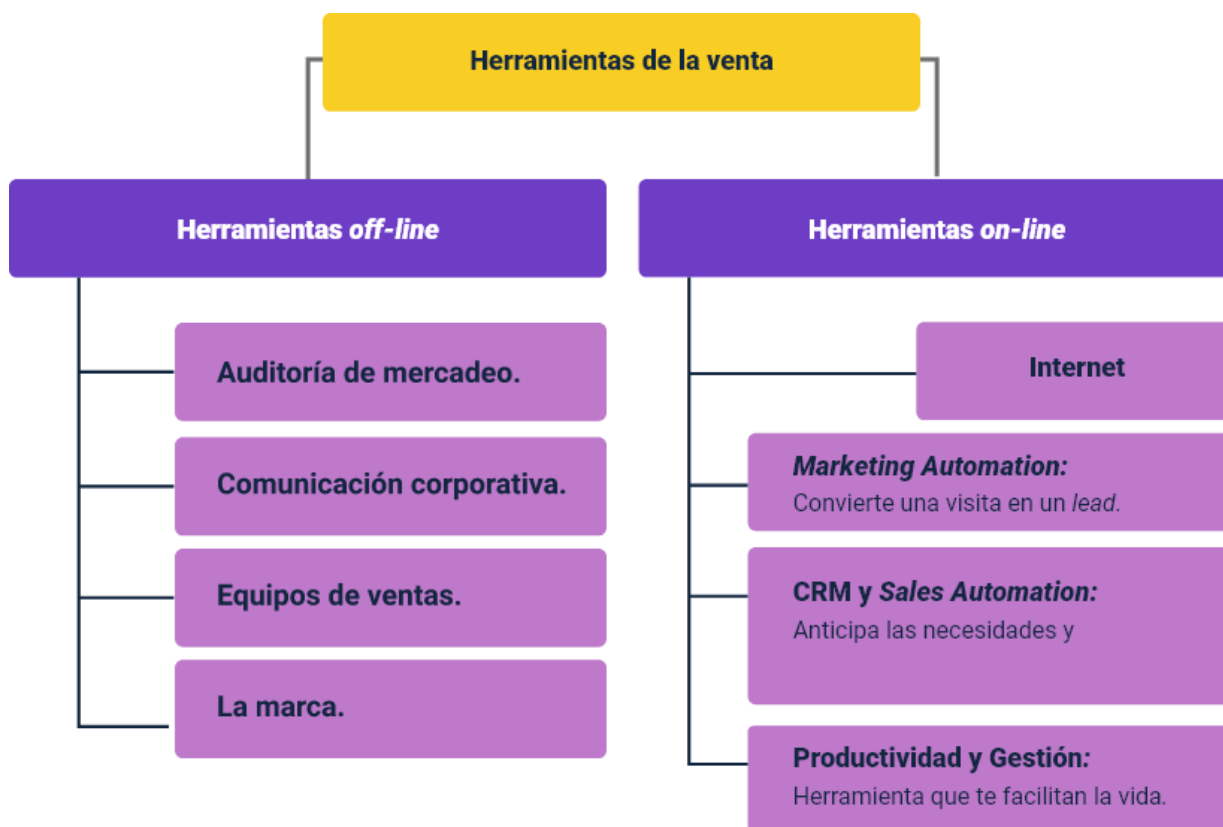 Herramientas de la venta
Herramientas off-line
Auditoría de mercadeo.
Comunicación corporativa.
Equipos de ventas.
La marca.
Herramientas on-line
Internet
Marketing Automation:
Convierte una visita en un lead.
CRM y Sales Automation:
Anticipa las necesidades y
Productividad y Gestión:
Herramienta que te facilitan la vida.